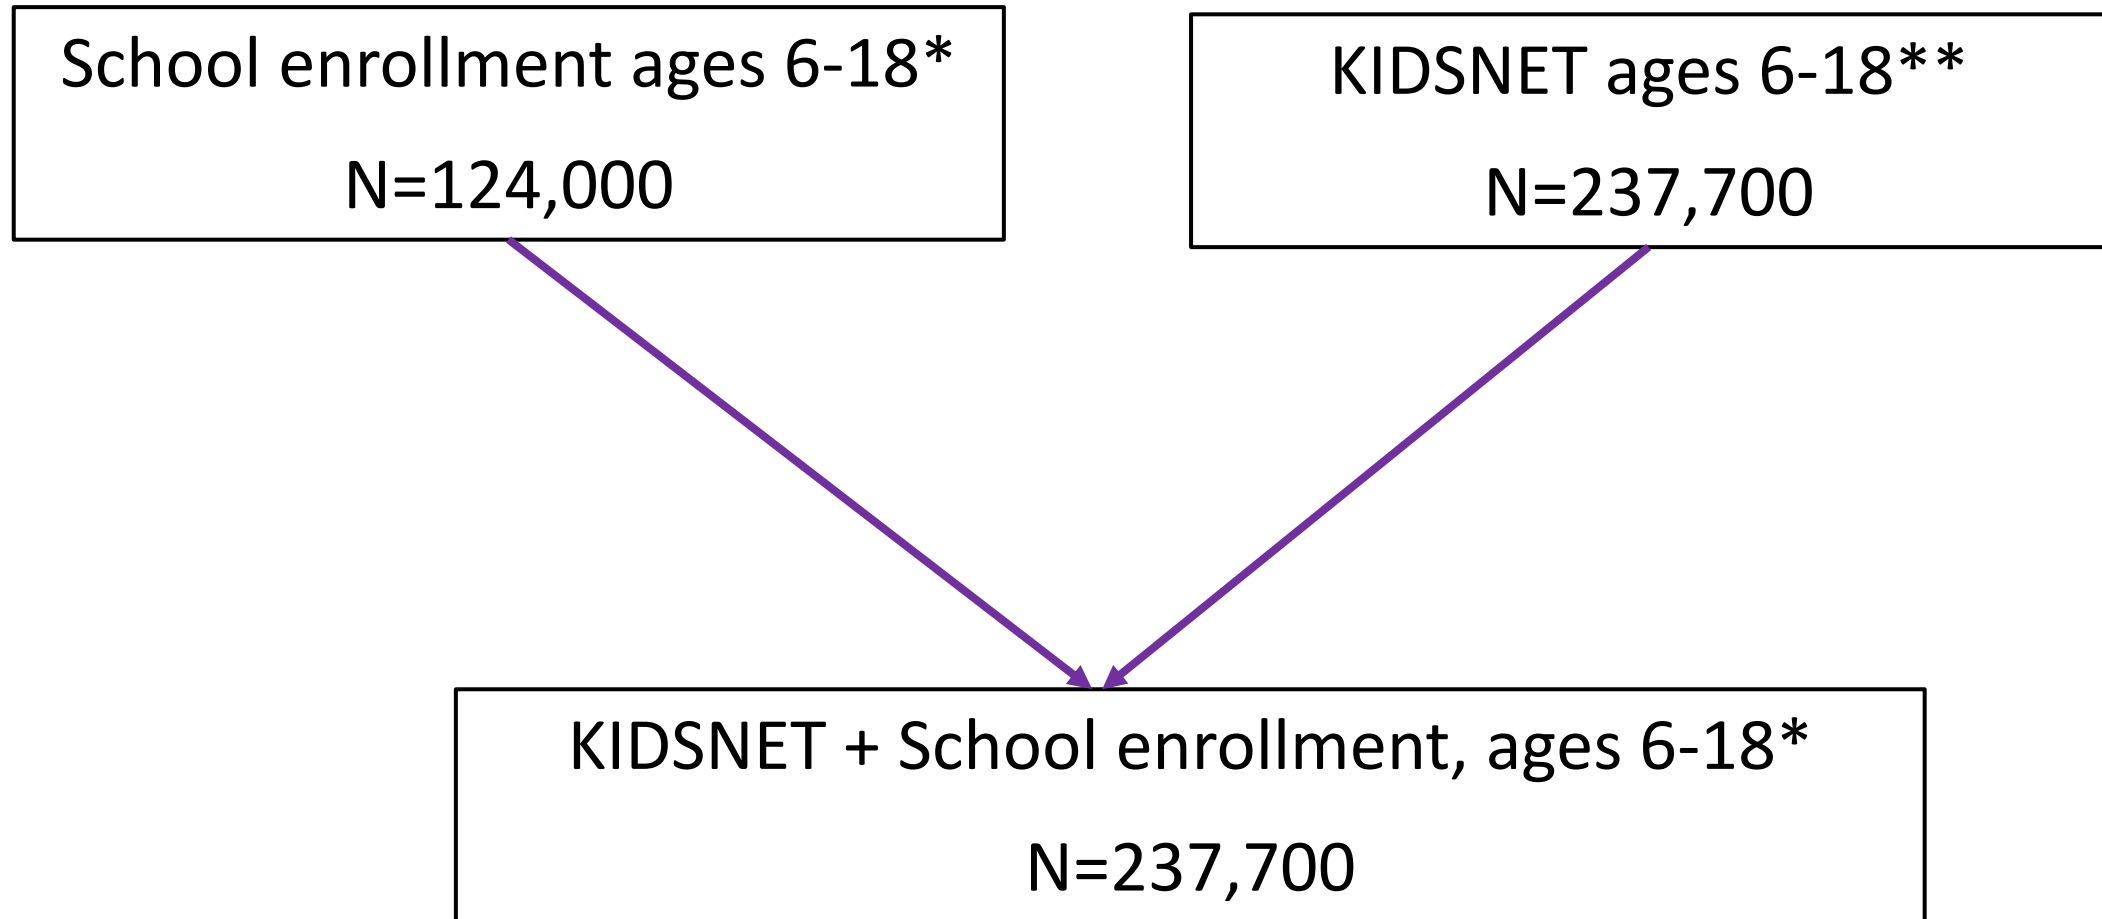 School enrollment ages 6-18*
N=124,000
KIDSNET ages 6-18**
N=237,700
KIDSNET + School enrollment, ages 6-18*
N=237,700